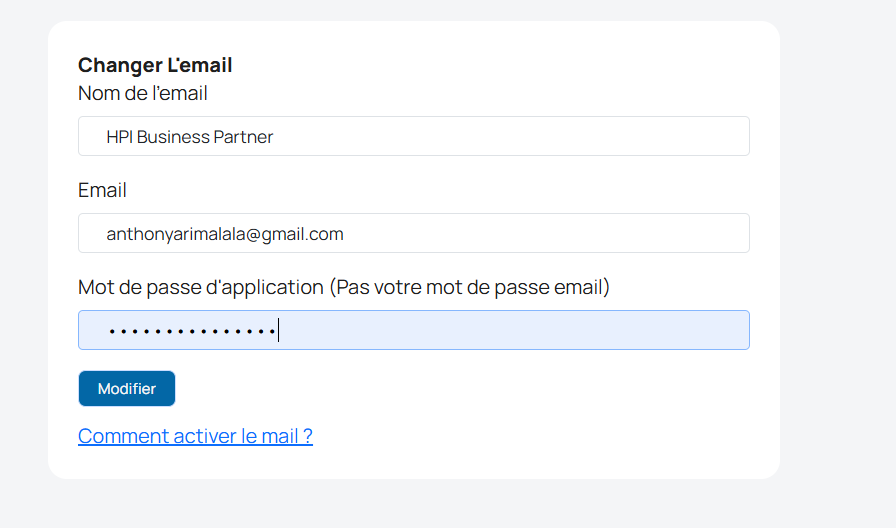 Changer L'email
Nom de l'email
HPI Business Partner
Email
anthonyarimalala@gmail.com
Mot de passe d'application (Pas votre mot de passe email)
•••••••••••••••
Modifier
Comment activer le mail ?